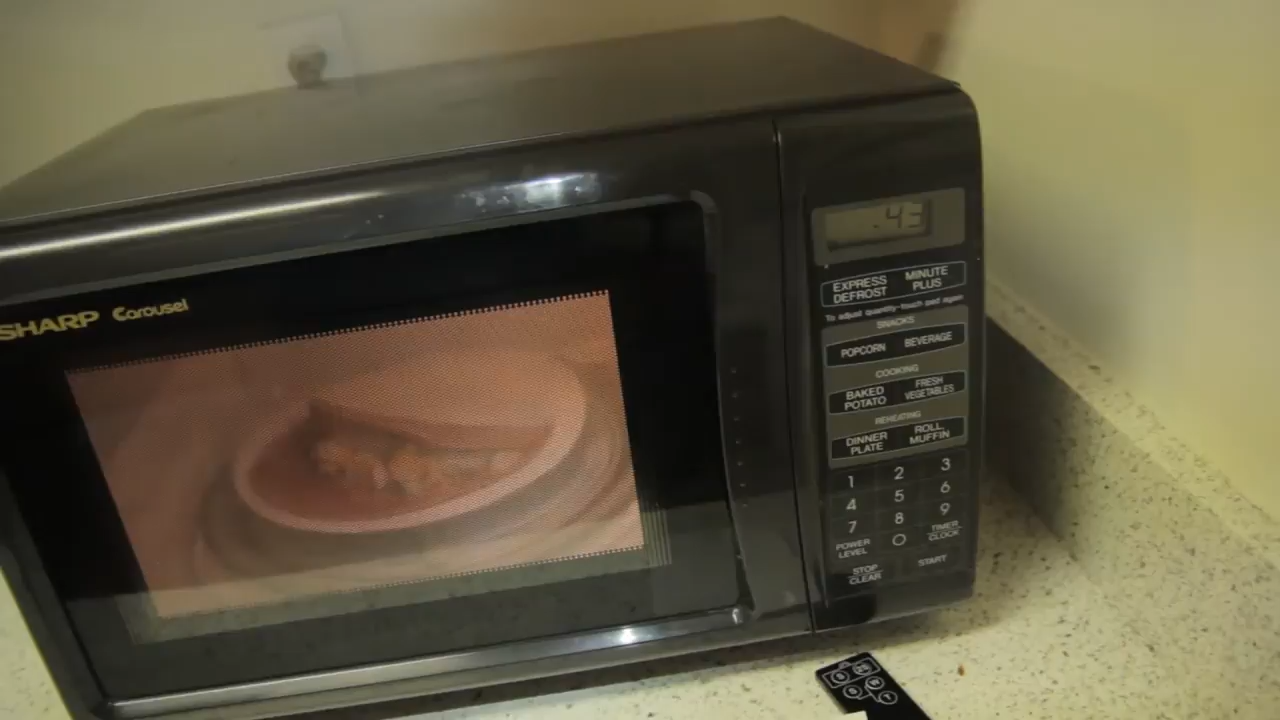 SHARP Carousel
.43
EXPRESS DEFROST
MINUTE PLUS
To adjust quantity-touch pad again
SNACKS
POPCORN BEVERAGE
COOKING
BAKED POTATO
FRESH VEGETABLES
REHEATING
DINNER PLATE
ROLL MUFFIN
1 2 3
4 5 6
7 8 9
POWER LEVEL
0
TIMER CLOCK
STOP CLEAR
START